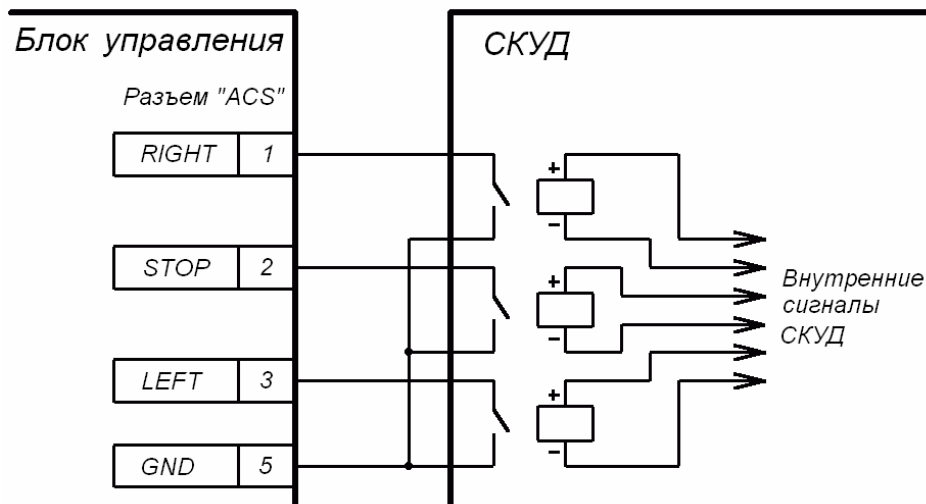 Блок управления
СКУД
Разъем "ACS"
RIGHT 1
STOP 2
LEFT 3
GND 5
+
–
+
–
+
–
Внутренние
сигналы
СКУД